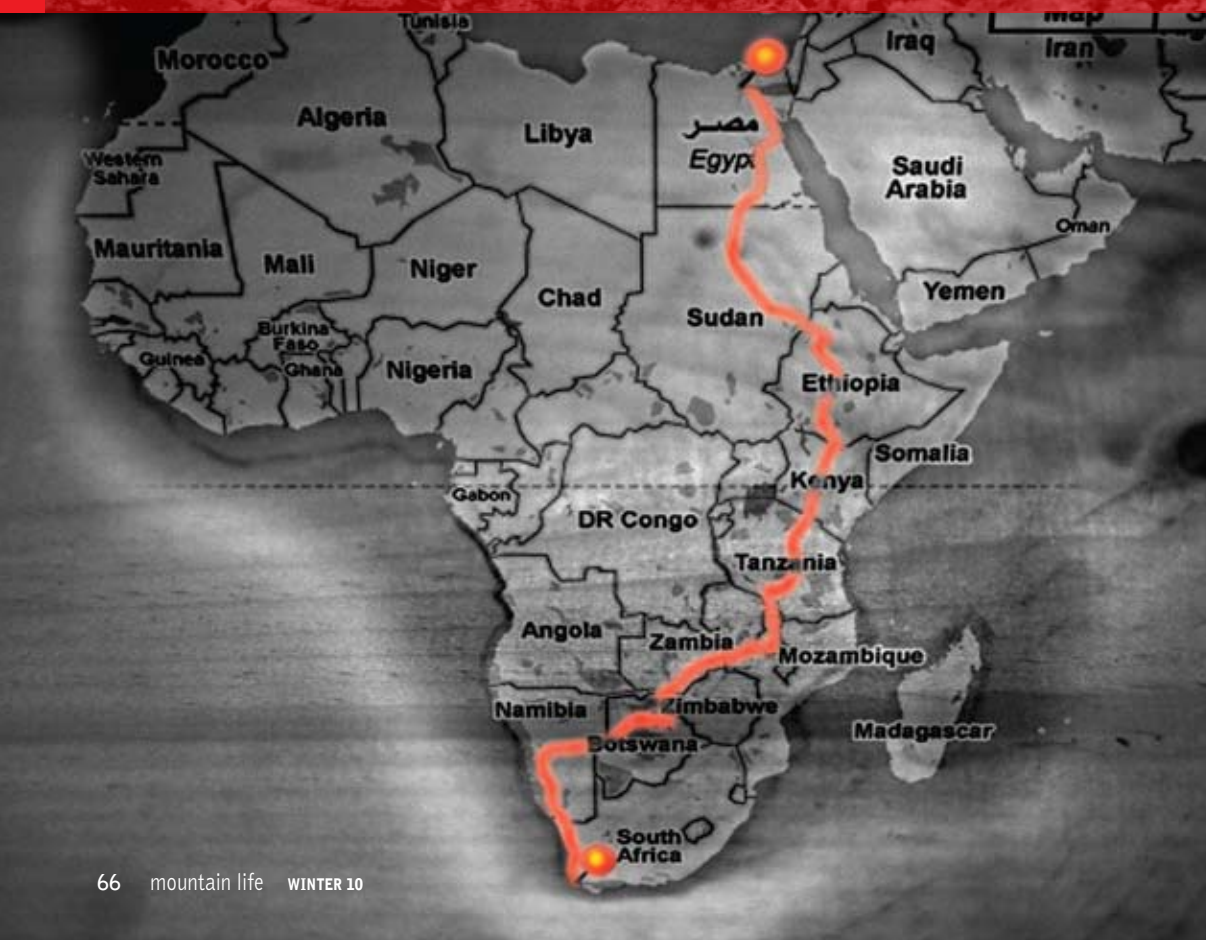 Tunisia
Morocco
Iraq
Map
Iran
Algeria
Libya
مصر
Egypt
Western
Sahara
Saudi
Arabia
Oman
Mauritania
Mali
Niger
Chad
Yemen
Sudan
Burkina
Faso
Guinea
Ghana
Nigeria
Ethiopia
Somalia
Kenya
Gabon
DR Congo
Tanzania
Angola
Zambia
Mozambique
Namibia
Zimbabwe
Madagascar
Botswana
South
Africa
66 mountain life WINTER 10